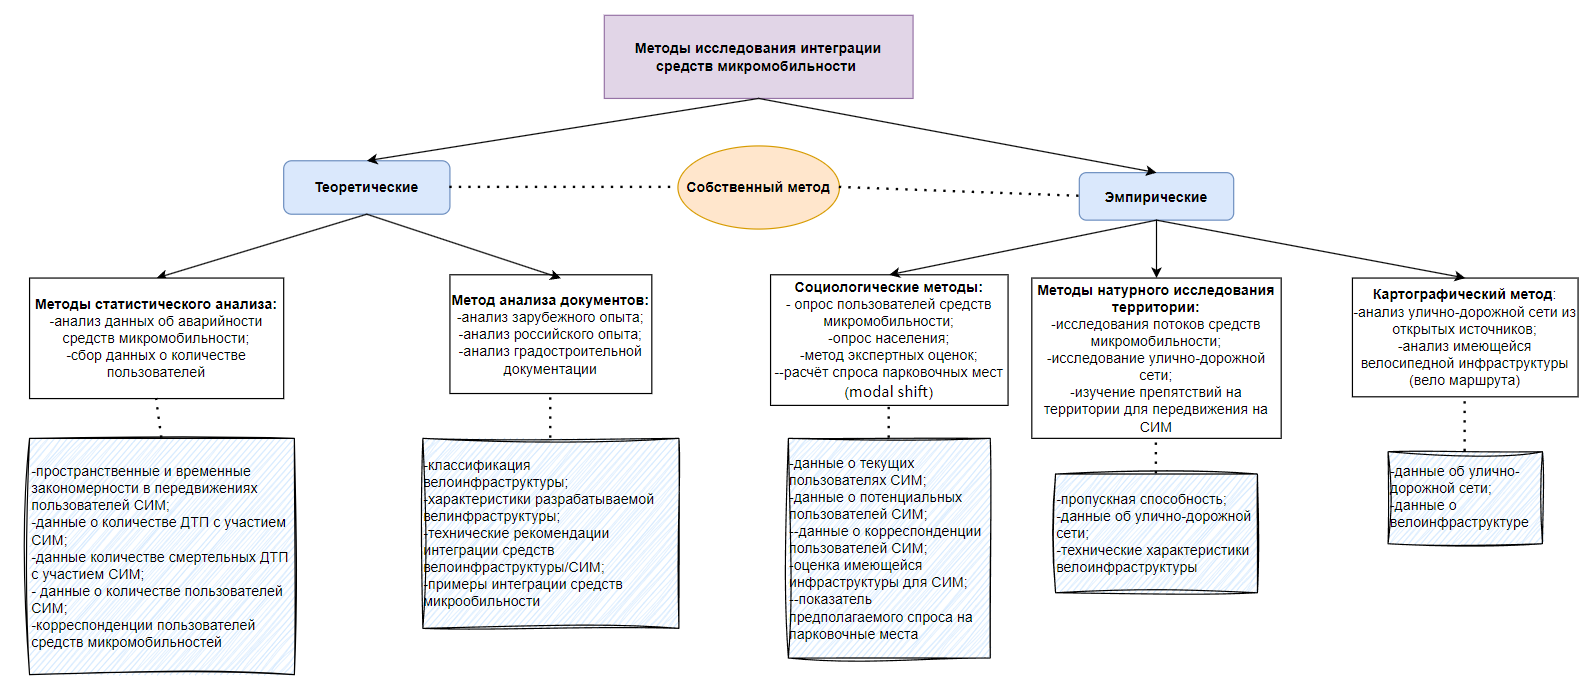 Методы исследования интеграции
средств микромобильности
Теоретические
Собственный метод
Эмпирические
Методы статистического анализа:
-анализ данных об аварийности
средств микромобильности;
-сбор данных о количестве
пользователей
Метод анализа документов:
-анализ зарубежного опыта;
-анализ российского опыта;
-анализ градостроительной
документации
Социологические методы:
- опрос пользователей средств
микромобильности;
-опрос населения;
-метод экспертных оценок;
--расчёт спроса парковочных мест
(modal shift)
Методы натурного исследования
территории:
-исследования потоков средств
микромобильности;
-исследование улично-дорожной
сети;
-изучение препятствий на
территории для передвижения на
СИМ
Картографический метод:
-анализ улично-дорожной сети из
открытых источников;
-анализ имеющейся
велосипедной инфраструктуры
(вело маршрута)
-пространственные и временные
закономерности в передвижениях
пользователей СИМ;
-данные о количестве ДТП с участием
СИМ;
-данные количестве смертельных ДТП
с участием СИМ;
- данные о количестве пользователей
СИМ;
-корреспонденции пользователей
средств микромобильностей
-классификация
велоинфраструктуры;
-характеристики разрабатываемой
велинфраструктуры;
-технические рекомендации
интеграции средств
велоинфраструктуры/СИМ;
-примеры интеграции средств
микрообильности
-данные о текущих
пользователях СИМ;
-данные о потенциальных
пользователей СИМ;
--данные о корреспонденции
пользователей СИМ;
-оценка имеющейся
инфраструктуры для СИМ;
--показатель
предполагаемого спроса на
парковочные места
-пропускная способность;
-данные об улично-дорожной
сети;
-технические характеристики
велоинфраструктуры
-данные об улично-
дорожной сети;
-данные о
велоинфраструктуре